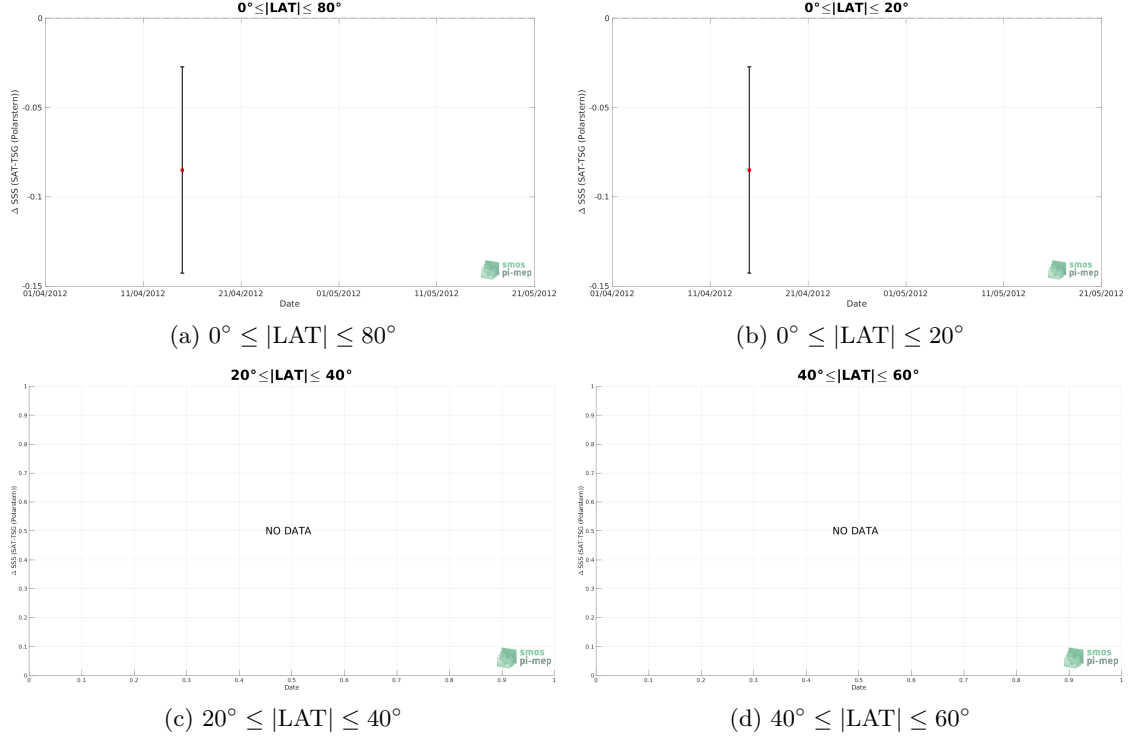 0°≤|LAT|≤ 80°
0
-0.05
-0.1
-0.15
Δ SSS (SAT-TSG (Polarstern))
01/04/2012 11/04/2012 21/04/2012 01/05/2012 11/05/2012 21/05/2012
Date
smos
pi-mep
(a) 0° ≤ |LAT| ≤ 80°
0°≤|LAT|≤ 20°
0
-0.05
-0.1
-0.15
Δ SSS (SAT-TSG (Polarstern))
01/04/2012 11/04/2012 21/04/2012 01/05/2012 11/05/2012 21/05/2012
Date
smos
pi-mep
(b) 0° ≤ |LAT| ≤ 20°
20°≤|LAT|≤ 40°
1
0.9
0.8
0.7
0.6
0.5
0.4
0.3
0.2
0.1
0
Δ SSS (SAT-TSG (Polarstern))
NO DATA
0 0.1 0.2 0.3 0.4 0.5 0.6 0.7 0.8 0.9 1
Date
smos
pi-mep
(c) 20° ≤ |LAT| ≤ 40°
40°≤|LAT|≤ 60°
1
0.9
0.8
0.7
0.6
0.5
0.4
0.3
0.2
0.1
0
Δ SSS (SAT-TSG (Polarstern))
NO DATA
0 0.1 0.2 0.3 0.4 0.5 0.6 0.7 0.8 0.9 1
Date
smos
pi-mep
(d) 40° ≤ |LAT| ≤ 60°